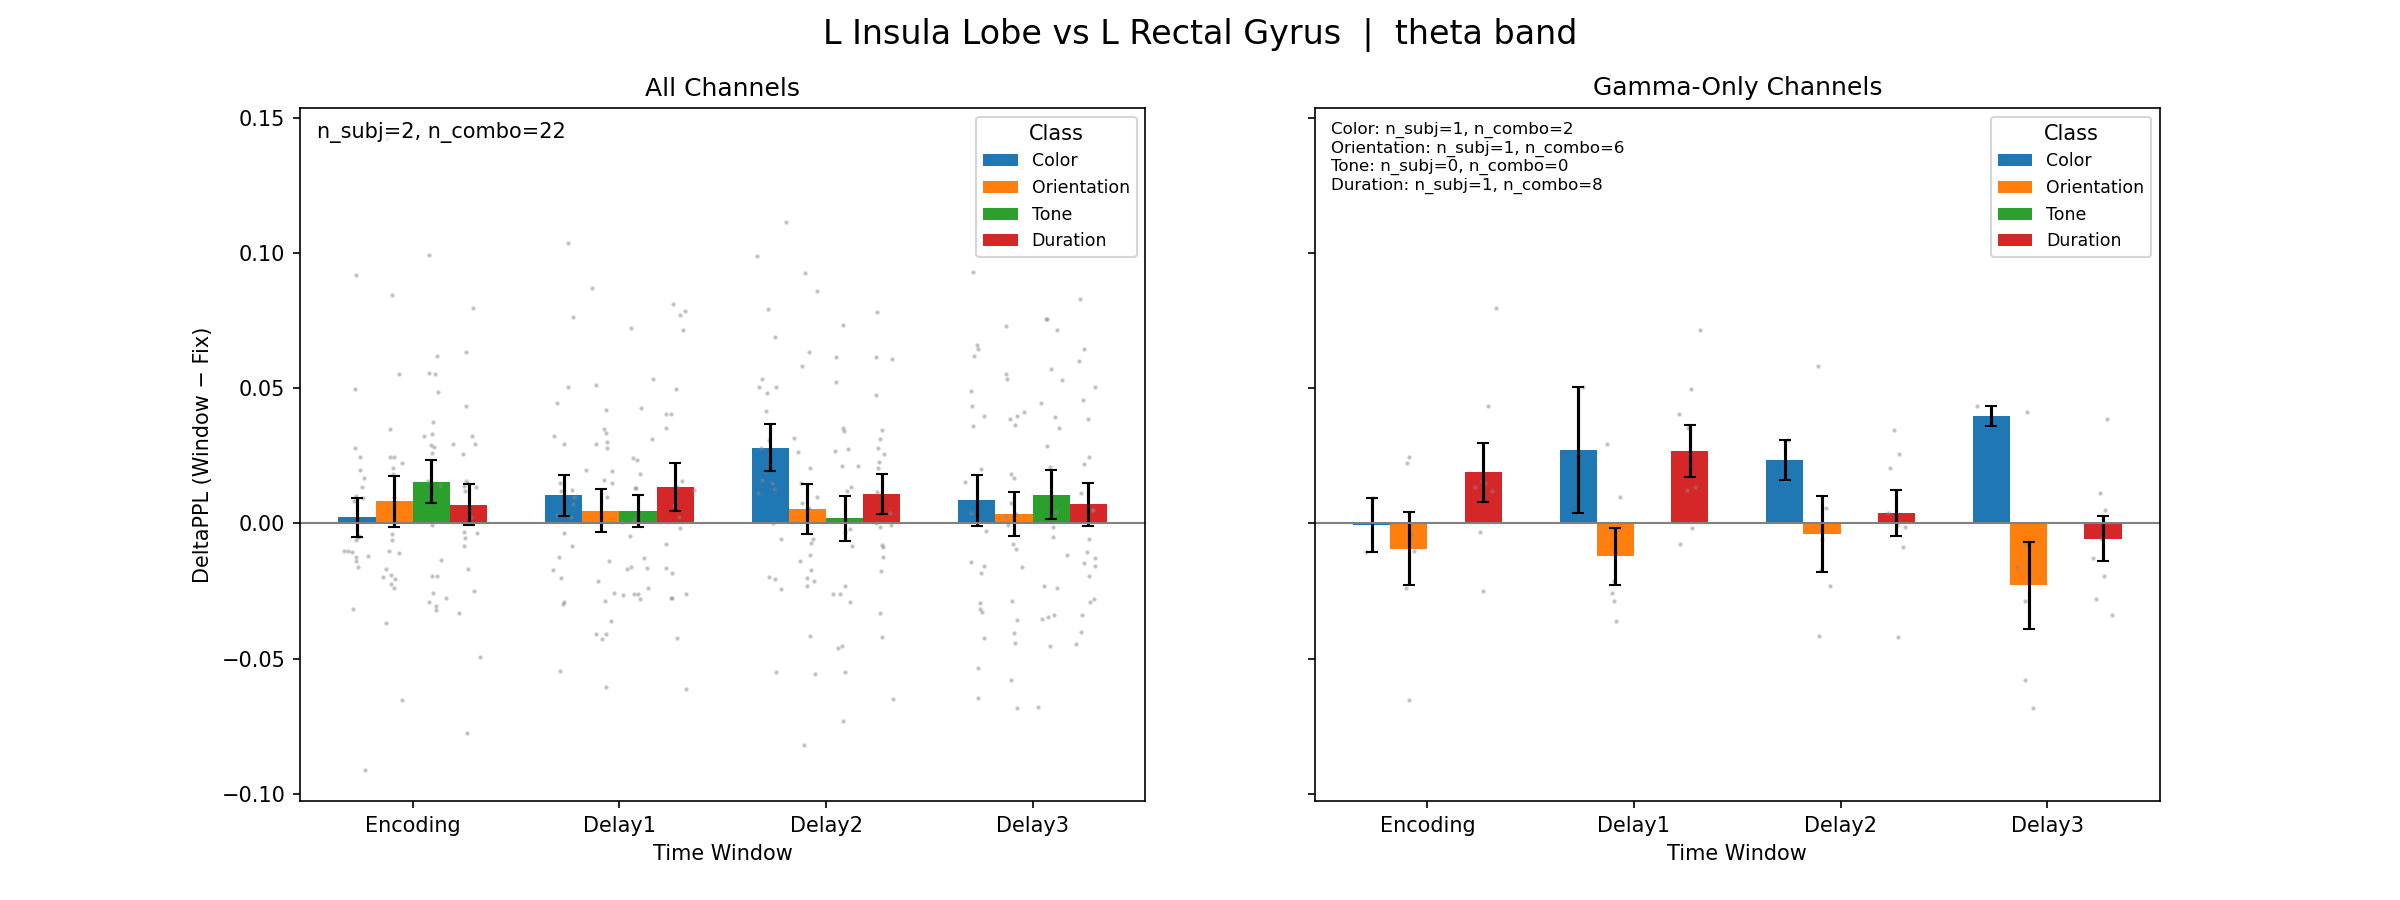 L Insula Lobe vs L Rectal Gyrus | theta band
All Channels
n_subj=2, n_combo=22
Class
Color
Orientation
Tone
Duration
0.15
0.10
0.05
0.00
−0.05
−0.10
DeltaPPL (Window − Fix)
Encoding
Delay1
Delay2
Delay3
Time Window
Gamma-Only Channels
Color: n_subj=1, n_combo=2
Orientation: n_subj=1, n_combo=6
Tone: n_subj=0, n_combo=0
Duration: n_subj=1, n_combo=8
Class
Color
Orientation
Tone
Duration
Encoding
Delay1
Delay2
Delay3
Time Window